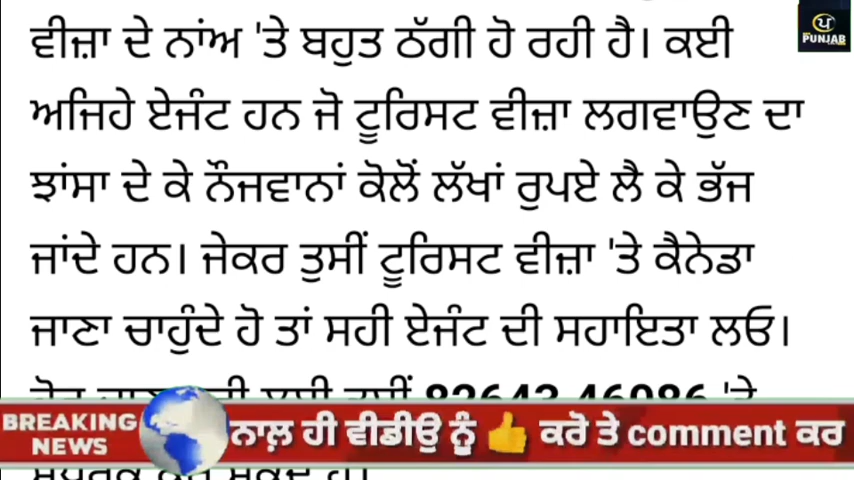 ਪੰ
PUNJAB
ਵੀਜ਼ਾ ਦੇ ਨਾਂਅ 'ਤੇ ਬਹੁਤ ਠੱਗੀ ਹੋ ਰਹੀ ਹੈ। ਕਈ
ਅਜਿਹੇ ਏਜੰਟ ਹਨ ਜੋ ਟੂਰਿਸਟ ਵੀਜ਼ਾ ਲਗਵਾਉਣ ਦਾ
ਝਾਂਸਾ ਦੇ ਕੇ ਨੌਜਵਾਨਾਂ ਕੋਲੋਂ ਲੱਖਾਂ ਰੁਪਏ ਲੈ ਕੇ ਭੱਜ
ਜਾਂਦੇ ਹਨ। ਜੇਕਰ ਤੁਸੀਂ ਟੂਰਿਸਟ ਵੀਜ਼ਾ 'ਤੇ ਕੈਨੇਡਾ
ਜਾਣਾ ਚਾਹੁੰਦੇ ਹੋ ਤਾਂ ਸਹੀ ਏਜੰਟ ਦੀ ਸਹਾਇਤਾ ਲਓ।
'ਤੇ
BREAKING NEWS
ਨਾਲ਼ ਹੀ ਵੀਡੀਉ ਨੂੰ 👍 ਕਰੋ ਤੇ comment ਕਰ